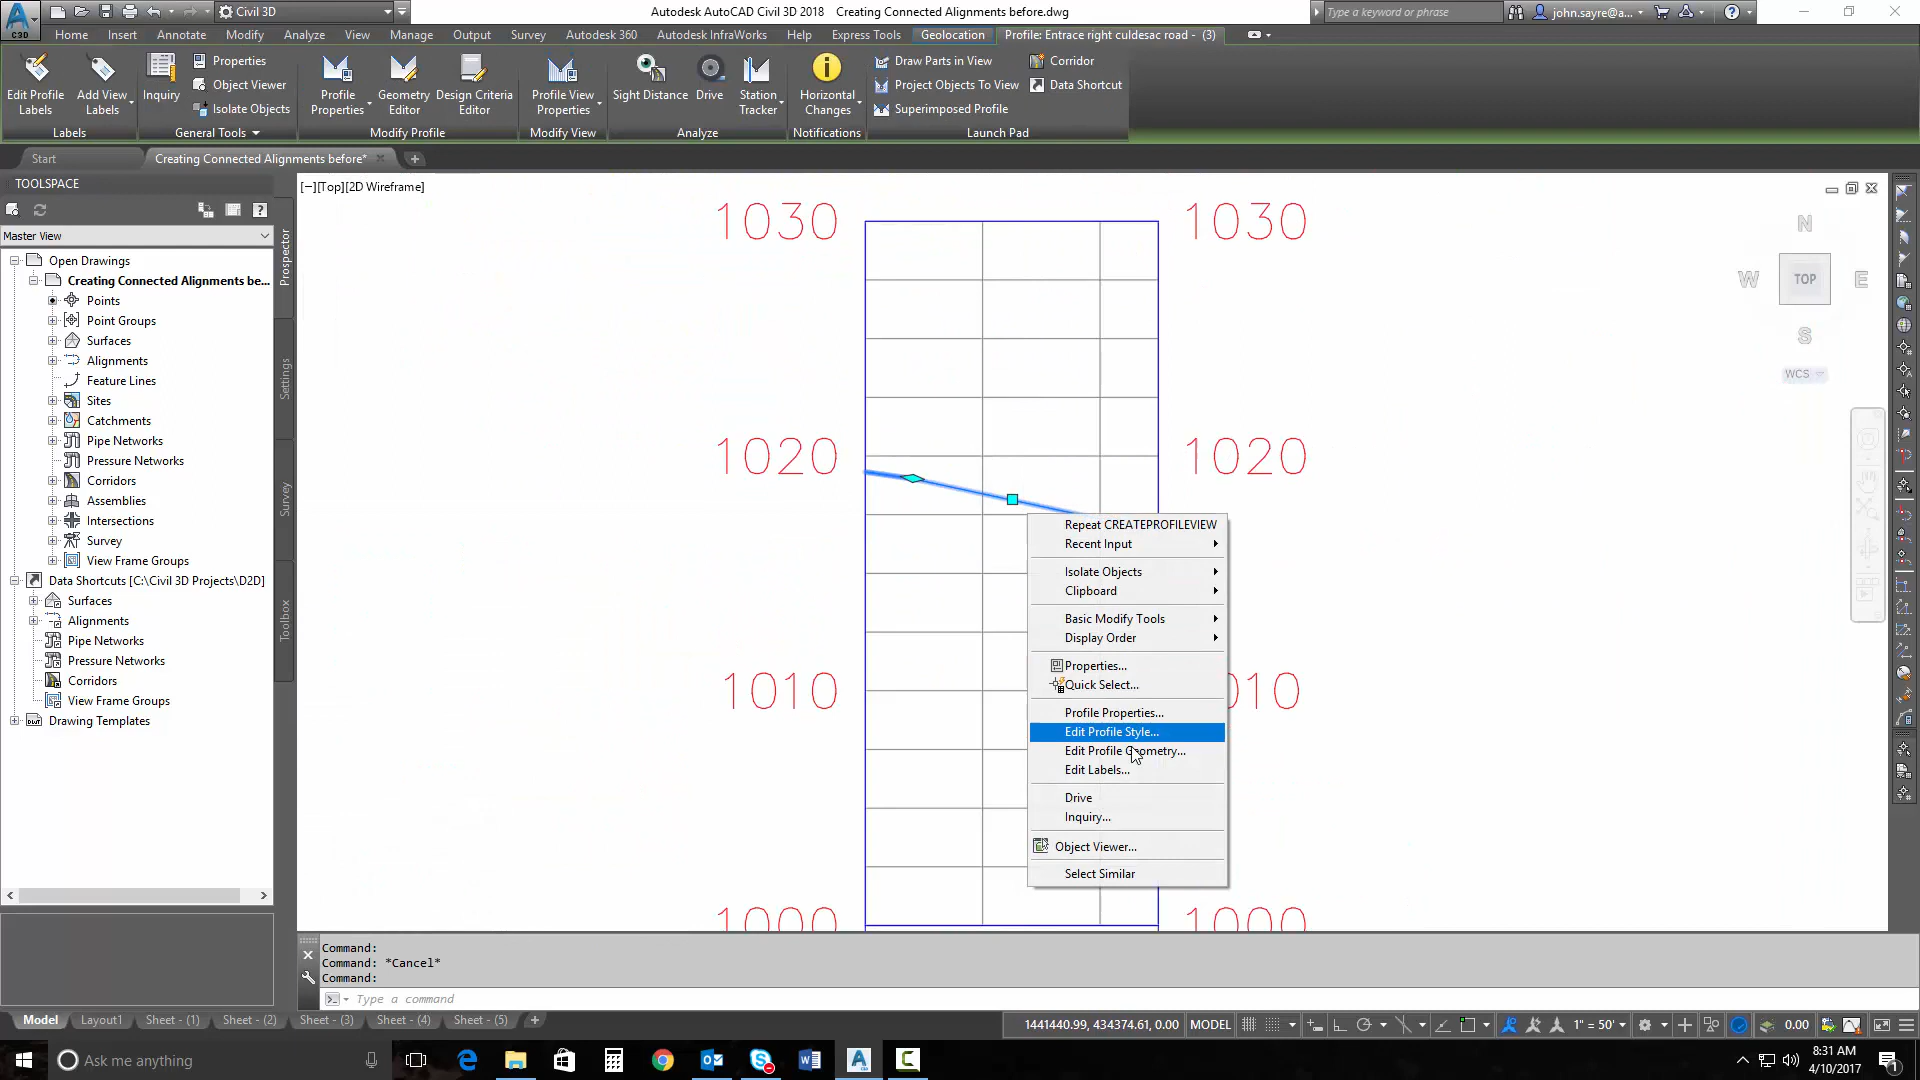 Civil 3D
Autodesk AutoCAD Civil 3D 2018 Creating Connected Alignments before.dwg
Type a keyword or phrase
john.sayre@a...
C3D
Home Insert Annotate Modify Analyze View Manage Output Survey Autodesk 360 Autodesk InfraWorks Help Express Tools Geolocation Profile: Entrace right culdesac road - (3)
Edit Profile Labels
Add View Labels
Inquiry
Properties
Object Viewer
Isolate Objects
Profile Properties
Geometry Editor
Design Criteria Editor
Profile View Properties
Sight Distance
Drive
Station Tracker
Horizontal Changes
Draw Parts in View
Project Objects To View
Superimposed Profile
Corridor
Data Shortcut
Labels General Tools Modify Profile Modify View Analyze Notifications Launch Pad
Start Creating Connected Alignments before*
TOOLSPACE
Master View
Open Drawings
Creating Connected Alignments be...
Points
Point Groups
Surfaces
Alignments
Feature Lines
Sites
Catchments
Pipe Networks
Pressure Networks
Corridors
Assemblies
Intersections
Survey
View Frame Groups
Data Shortcuts [C:\Civil 3D Projects\D2D]
Surfaces
Alignments
Pipe Networks
Pressure Networks
Corridors
View Frame Groups
Drawing Templates
Prospector
Settings
Survey
Toolbox
[−][Top][2D Wireframe]
1030 1030
1020 1020
1010 010
1000 1000
N
W TOP E
S
WCS
Repeat CREATEPROFILEVIEW
Recent Input
Isolate Objects
Clipboard
Basic Modify Tools
Display Order
Properties...
Quick Select...
Profile Properties...
Edit Profile Style...
Edit Profile Geometry...
Edit Labels...
Drive
Inquiry...
Object Viewer...
Select Similar
Command:
Command: *Cancel*
Command:
Type a command
Model Layout1 Sheet - (1) Sheet - (2) Sheet - (3) Sheet - (4) Sheet - (5)
1441440.99, 434374.61, 0.00 MODEL 1" = 50' 0.00
Ask me anything
8:31 AM
4/10/2017